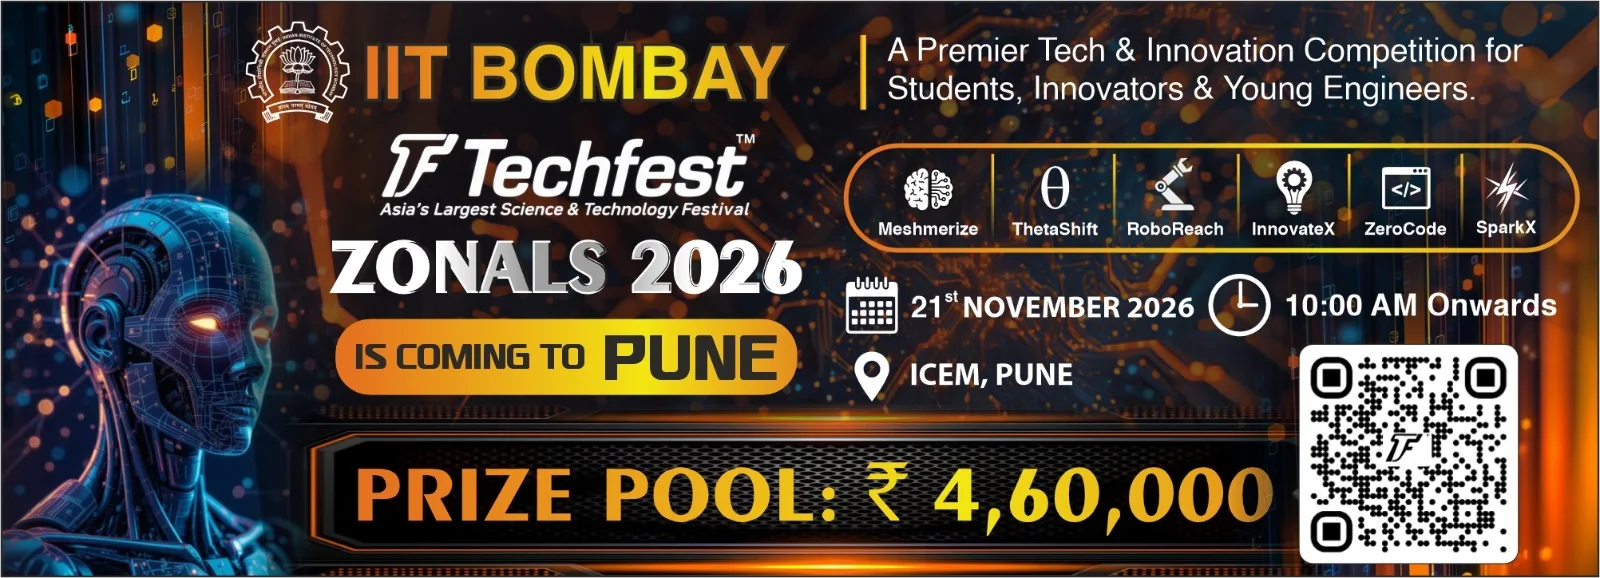 IIT BOMBAY
Techfest™
Asia's Largest Science & Technology Festival
ZONALS 2026
IS COMING TO PUNE
A Premier Tech & Innovation Competition for
Students, Innovators & Young Engineers.
Meshmerize ThetaShift RoboReach InnovateX ZeroCode SparkX
21st NOVEMBER 2026 10:00 AM Onwards
ICEM, PUNE
PRIZE POOL: ₹ 4,60,000